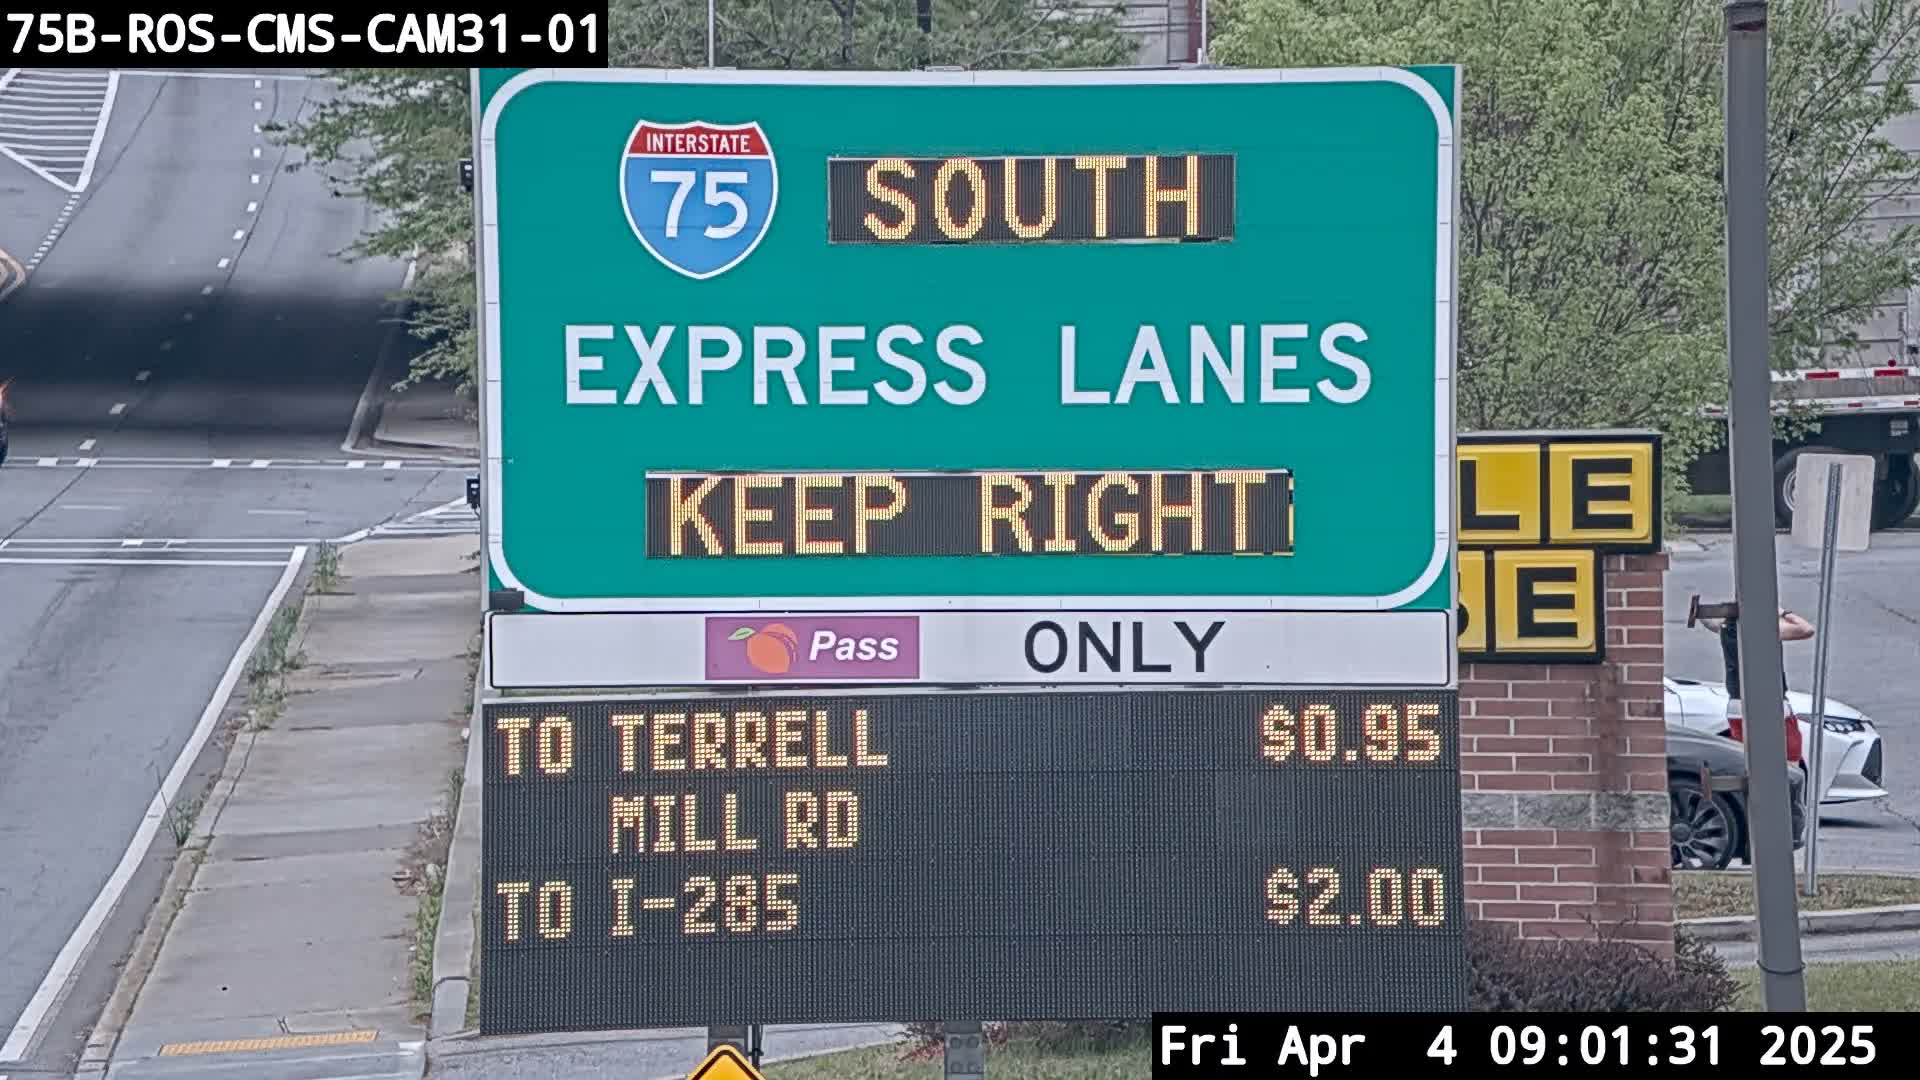 75B-ROS-CMS-CAM31-01
INTERSTATE
75
SOUTH
EXPRESS LANES
KEEP RIGHT
Pass ONLY
TO TERRELL $0.95
MILL RD
TO I-285 $2.00
LE
E
Fri Apr 4 09:01:31 2025